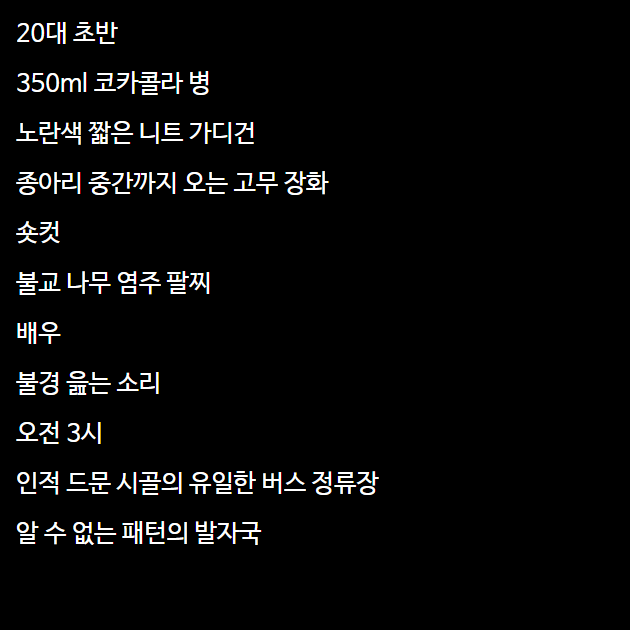 20대 초반
350ml 코카콜라 병
노란색 짧은 니트 가디건
종아리 중간까지 오는 고무 장화
숏컷
불교 나무 염주 팔찌
배우
불경 읊는 소리
오전 3시
인적 드문 시골의 유일한 버스 정류장
알 수 없는 패턴의 발자국